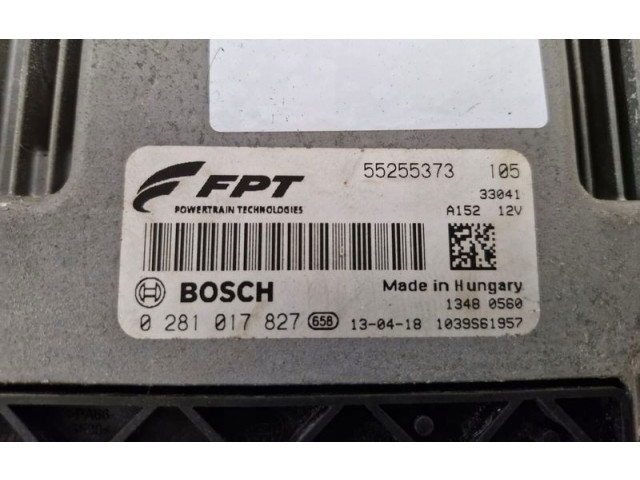 FPT
POWERTRAIN TECHNOLOGIES
55255373 105
33041
A152 12V
BOSCH
Made in Hungary
1348 0560
0 281 017 827 658 13-04-18 1039S61957